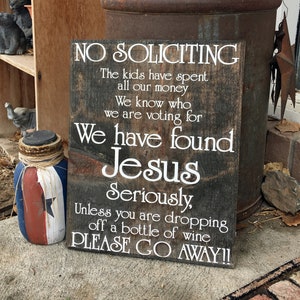 NO SOLICITING
The kids have spent
all our money
We know who
we are voting for
We have found
Jesus
Seriously,
Unless you are dropping
off a bottle of wine
PLEASE GO AWAY!!